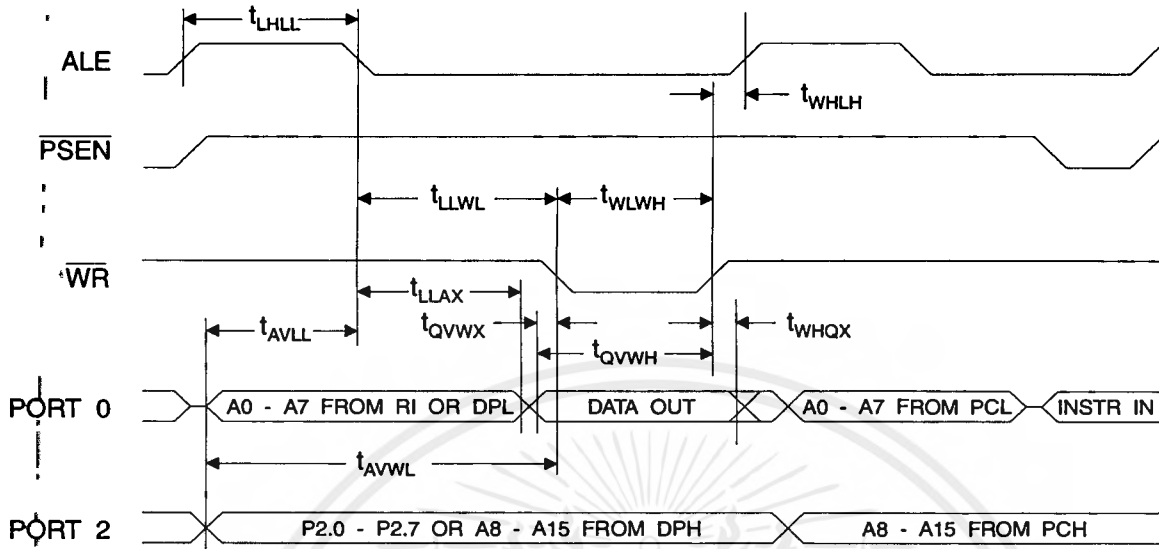 tLHLL
ALE
tWHLH
PSEN
tLLWL
tWLWH
WR
tLLAX
tAVLL
tQVWX
tWHQX
tQVWH
PORT 0
A0 - A7 FROM RI OR DPL
DATA OUT
A0 - A7 FROM PCL
INSTR IN
tAVWL
PORT 2
P2.0 - P2.7 OR A8 - A15 FROM DPH
A8 - A15 FROM PCH